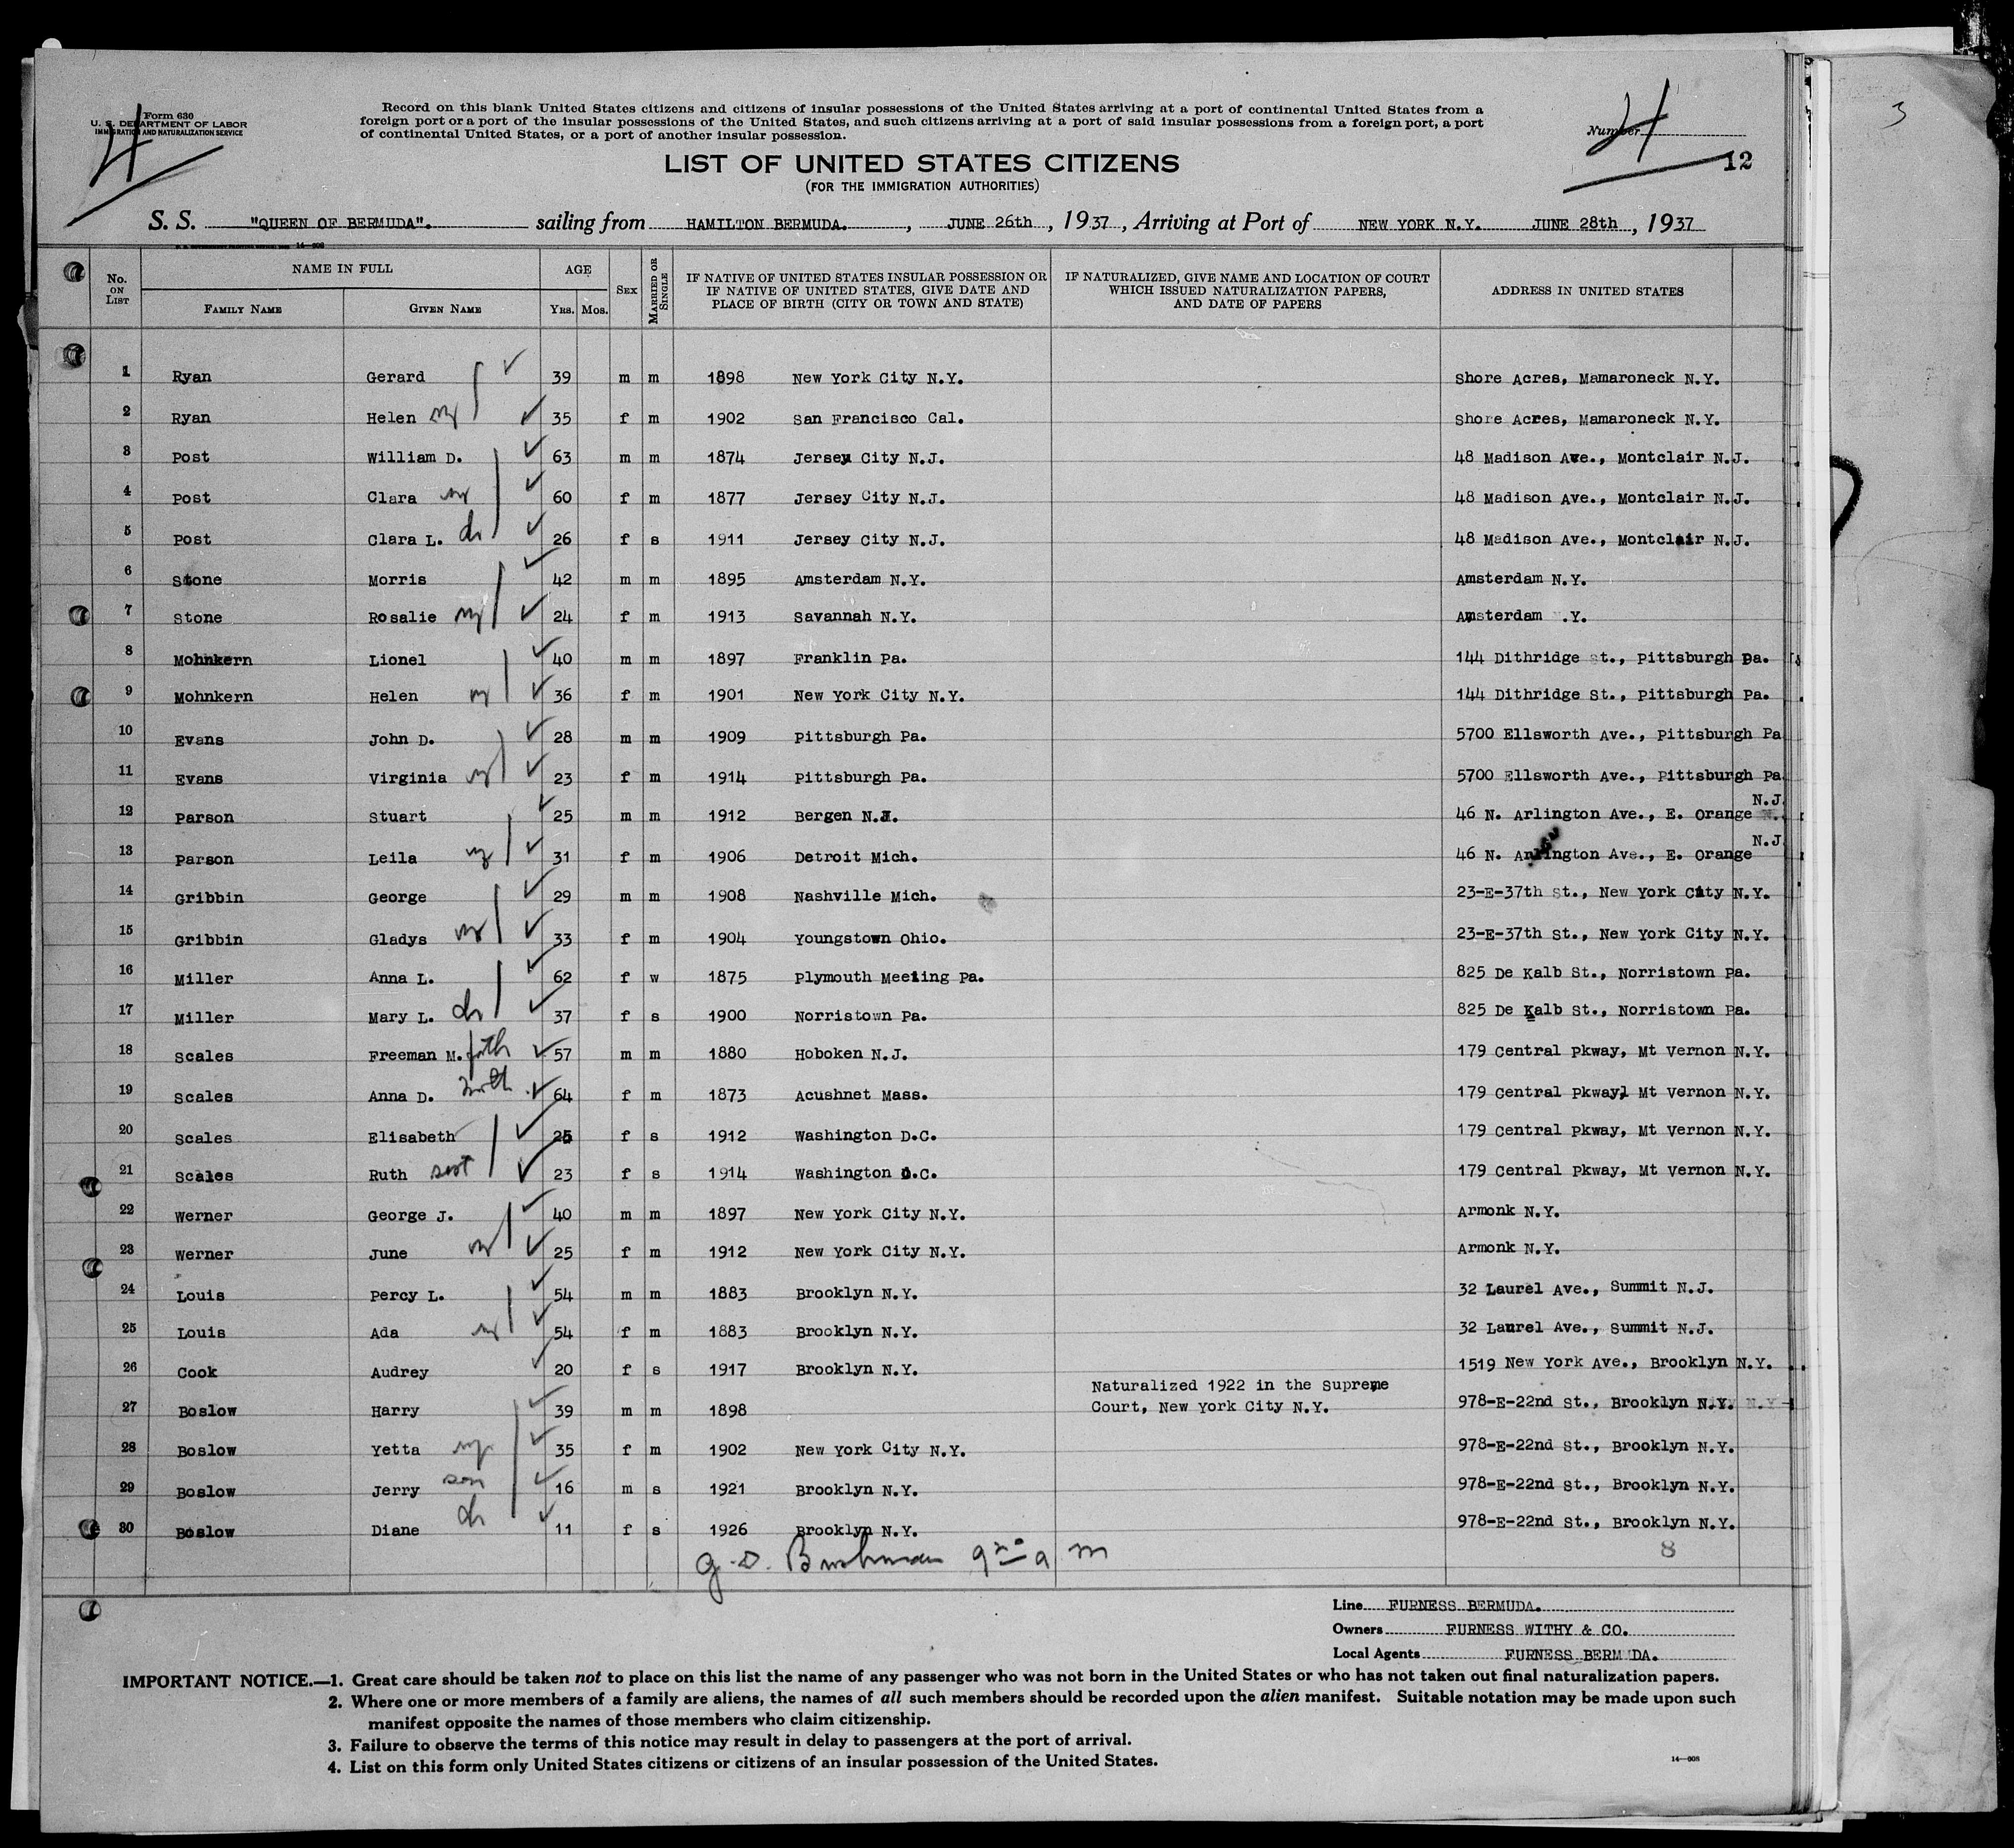 3
Form 630
U. S. DEPARTMENT OF LABOR
IMMIGRATION AND NATURALIZATION SERVICE
4
Record on this blank United States citizens and citizens of insular possessions of the United States arriving at a port of continental United States from a
foreign port or a port of the insular possessions of the United States, and such citizens arriving at a port of said insular possessions from a foreign port, a port
of continental United States, or a port of another insular possession.
Number 4
12
LIST OF UNITED STATES CITIZENS
(FOR THE IMMIGRATION AUTHORITIES)
S. S. "QUEEN OF BERMUDA". sailing from HAMILTON BERMUDA. , JUNE 26th , 1937 , Arriving at Port of NEW YORK N.Y. JUNE 28th , 1937
14—808
No. ON LIST NAME IN FULL FAMILY NAME GIVEN NAME AGE YRS. MOS. SEX MARRIED OR SINGLE IF NATIVE OF UNITED STATES INSULAR POSSESSION OR IF NATIVE OF UNITED STATES, GIVE DATE AND PLACE OF BIRTH (CITY OR TOWN AND STATE) IF NATURALIZED, GIVE NAME AND LOCATION OF COURT WHICH ISSUED NATURALIZATION PAPERS, AND DATE OF PAPERS ADDRESS IN UNITED STATES
1 Ryan Gerard 39 m m 1898 New York City N.Y. Shore Acres, Mamaroneck N.Y.
2 Ryan Helen 35 f m 1902 San Francisco Cal. Shore Acres, Mamaroneck N.Y.
3 Post William D. 63 m m 1874 Jersey City N.J. 48 Madison Ave., Montclair N.J.
4 Post Clara 60 f m 1877 Jersey City N.J. 48 Madison Ave., Montclair N.J.
5 Post Clara L. 26 f s 1911 Jersey City N.J. 48 Madison Ave., Montclair N.J.
6 Stone Morris 42 m m 1895 Amsterdam N.Y. Amsterdam N.Y.
7 Stone Rosalie 24 f m 1913 Savannah N.Y. Amsterdam .Y.
8 Mohnkern Lionel 40 m m 1897 Franklin Pa. 144 Dithridge St., Pittsburgh Pa.
9 Mohnkern Helen 36 f m 1901 New York City N.Y. 144 Dithridge St., Pittsburgh Pa.
10 Evans John D. 28 m m 1909 Pittsburgh Pa. 5700 Ellsworth Ave., Pittsburgh Pa
11 Evans Virginia 23 f m 1914 Pittsburgh Pa. 5700 Ellsworth Ave., Pittsburgh Pa.
12 Parson Stuart 25 m m 1912 Bergen N.J. 46 N. Arlington Ave., E. Orange N.J.
13 Parson Leila 31 f m 1906 Detroit Mich. 46 N. Arlington Ave., E. Orange N.J
14 Gribbin George 29 m m 1908 Nashville Mich. 23-E-37th St., New York City N.Y.
15 Gribbin Gladys 33 f m 1904 Youngstown Ohio. 23-E-37th St., New York City N.Y.
16 Miller Anna L. 62 f w 1875 Plymouth Meeting Pa. 825 De Kalb St., Norristown Pa.
17 Miller Mary L. 37 f s 1900 Norristown Pa. 825 De Kalb St., Norristown Pa.
18 Scales Freeman M. fath 57 m m 1880 Hoboken N.J. 179 Central Pkway, Mt Vernon N.Y.
19 Scales Anna D. moth 64 f m 1873 Acushnet Mass. 179 Central Pkway, Mt Vernon N.Y.
20 Scales Elisabeth 25 f s 1912 Washington D.C. 179 Central Pkway, Mt Vernon N.Y.
21 Scales Ruth sist 23 f s 1914 Washington D.C. 179 Central Pkway, Mt Vernon N.Y.
22 Werner George J. 40 m m 1897 New York City N.Y. Armonk N.Y.
23 Werner June 25 f m 1912 New York City N.Y. Armonk N.Y.
24 Louis Percy L. 54 m m 1883 Brooklyn N.Y. 32 Laurel Ave., Summit N.J.
25 Louis Ada 54 f m 1883 Brooklyn N.Y. 32 Laurel Ave., Summit N.J.
26 Cook Audrey 20 f s 1917 Brooklyn N.Y. 1519 New York Ave., Brooklyn N.Y.
Naturalized 1922 in the Supreme
27 Boslow Harry 39 m m 1898 Court, New York City N.Y. 978-E-22nd St., Brooklyn N.Y.
28 Boslow Yetta 35 f m 1902 New York City N.Y. 978-E-22nd St., Brooklyn N.Y.
29 Boslow Jerry son 16 m s 1921 Brooklyn N.Y. 978-E-22nd St., Brooklyn N.Y.
30 Boslow Diane 11 f s 1926 Brooklyn N.Y. 978-E-22nd St., Brooklyn N.Y.
8
Line FURNESS BERMUDA.
Owners FURNESS WITHY & CO.
Local Agents FURNESS BERM DA.
IMPORTANT NOTICE.—1. Great care should be taken not to place on this list the name of any passenger who was not born in the United States or who has not taken out final naturalization papers.
2. Where one or more members of a family are aliens, the names of all such members should be recorded upon the alien manifest. Suitable notation may be made upon such
manifest opposite the names of those members who claim citizenship.
3. Failure to observe the terms of this notice may result in delay to passengers at the port of arrival.
4. List on this form only United States citizens or citizens of an insular possession of the United States.
14—808